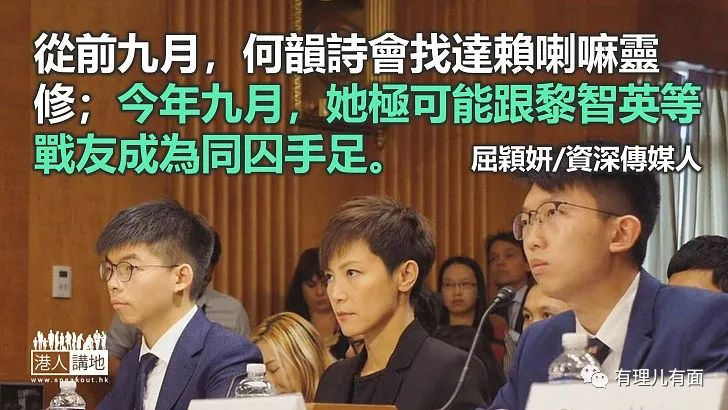 從前九月，何韻詩會找達賴喇嘛靈
修；今年九月，她極可能跟黎智英等
戰友成為同囚手足。
屈穎妍/資深傳媒人
港人講地
www.speakout.hk
有理儿有面